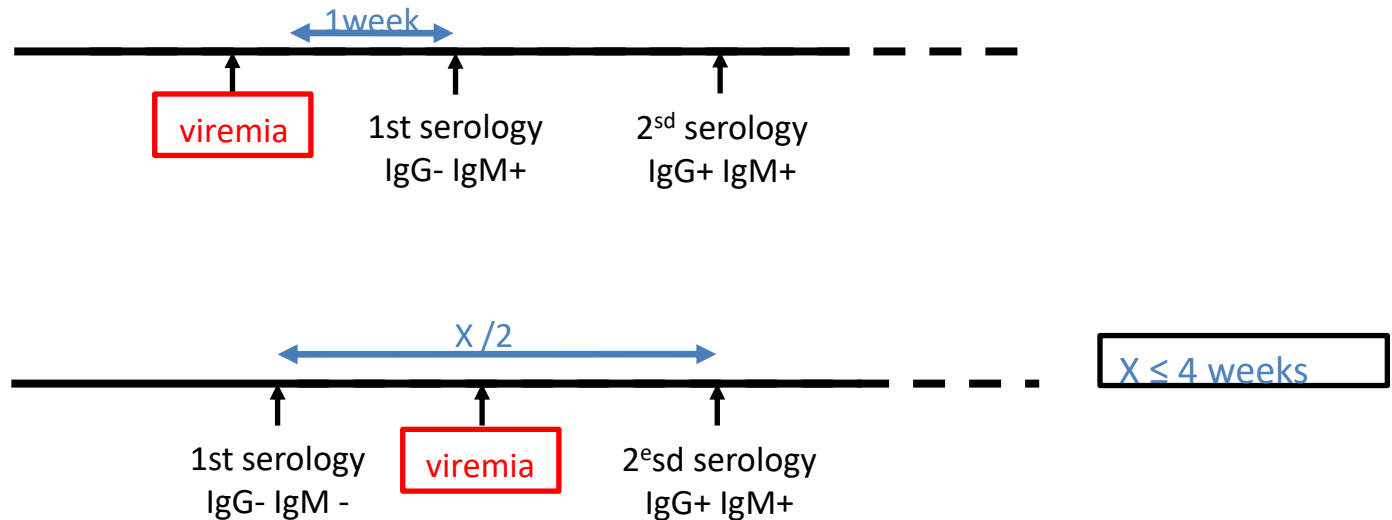 1week
viremia
1st serology
IgG- IgM+
2ˢᵈ serology
IgG+ IgM+
X /2
X ≤ 4 weeks
1st serology
IgG- IgM -
viremia
2ᵉsd serology
IgG+ IgM+